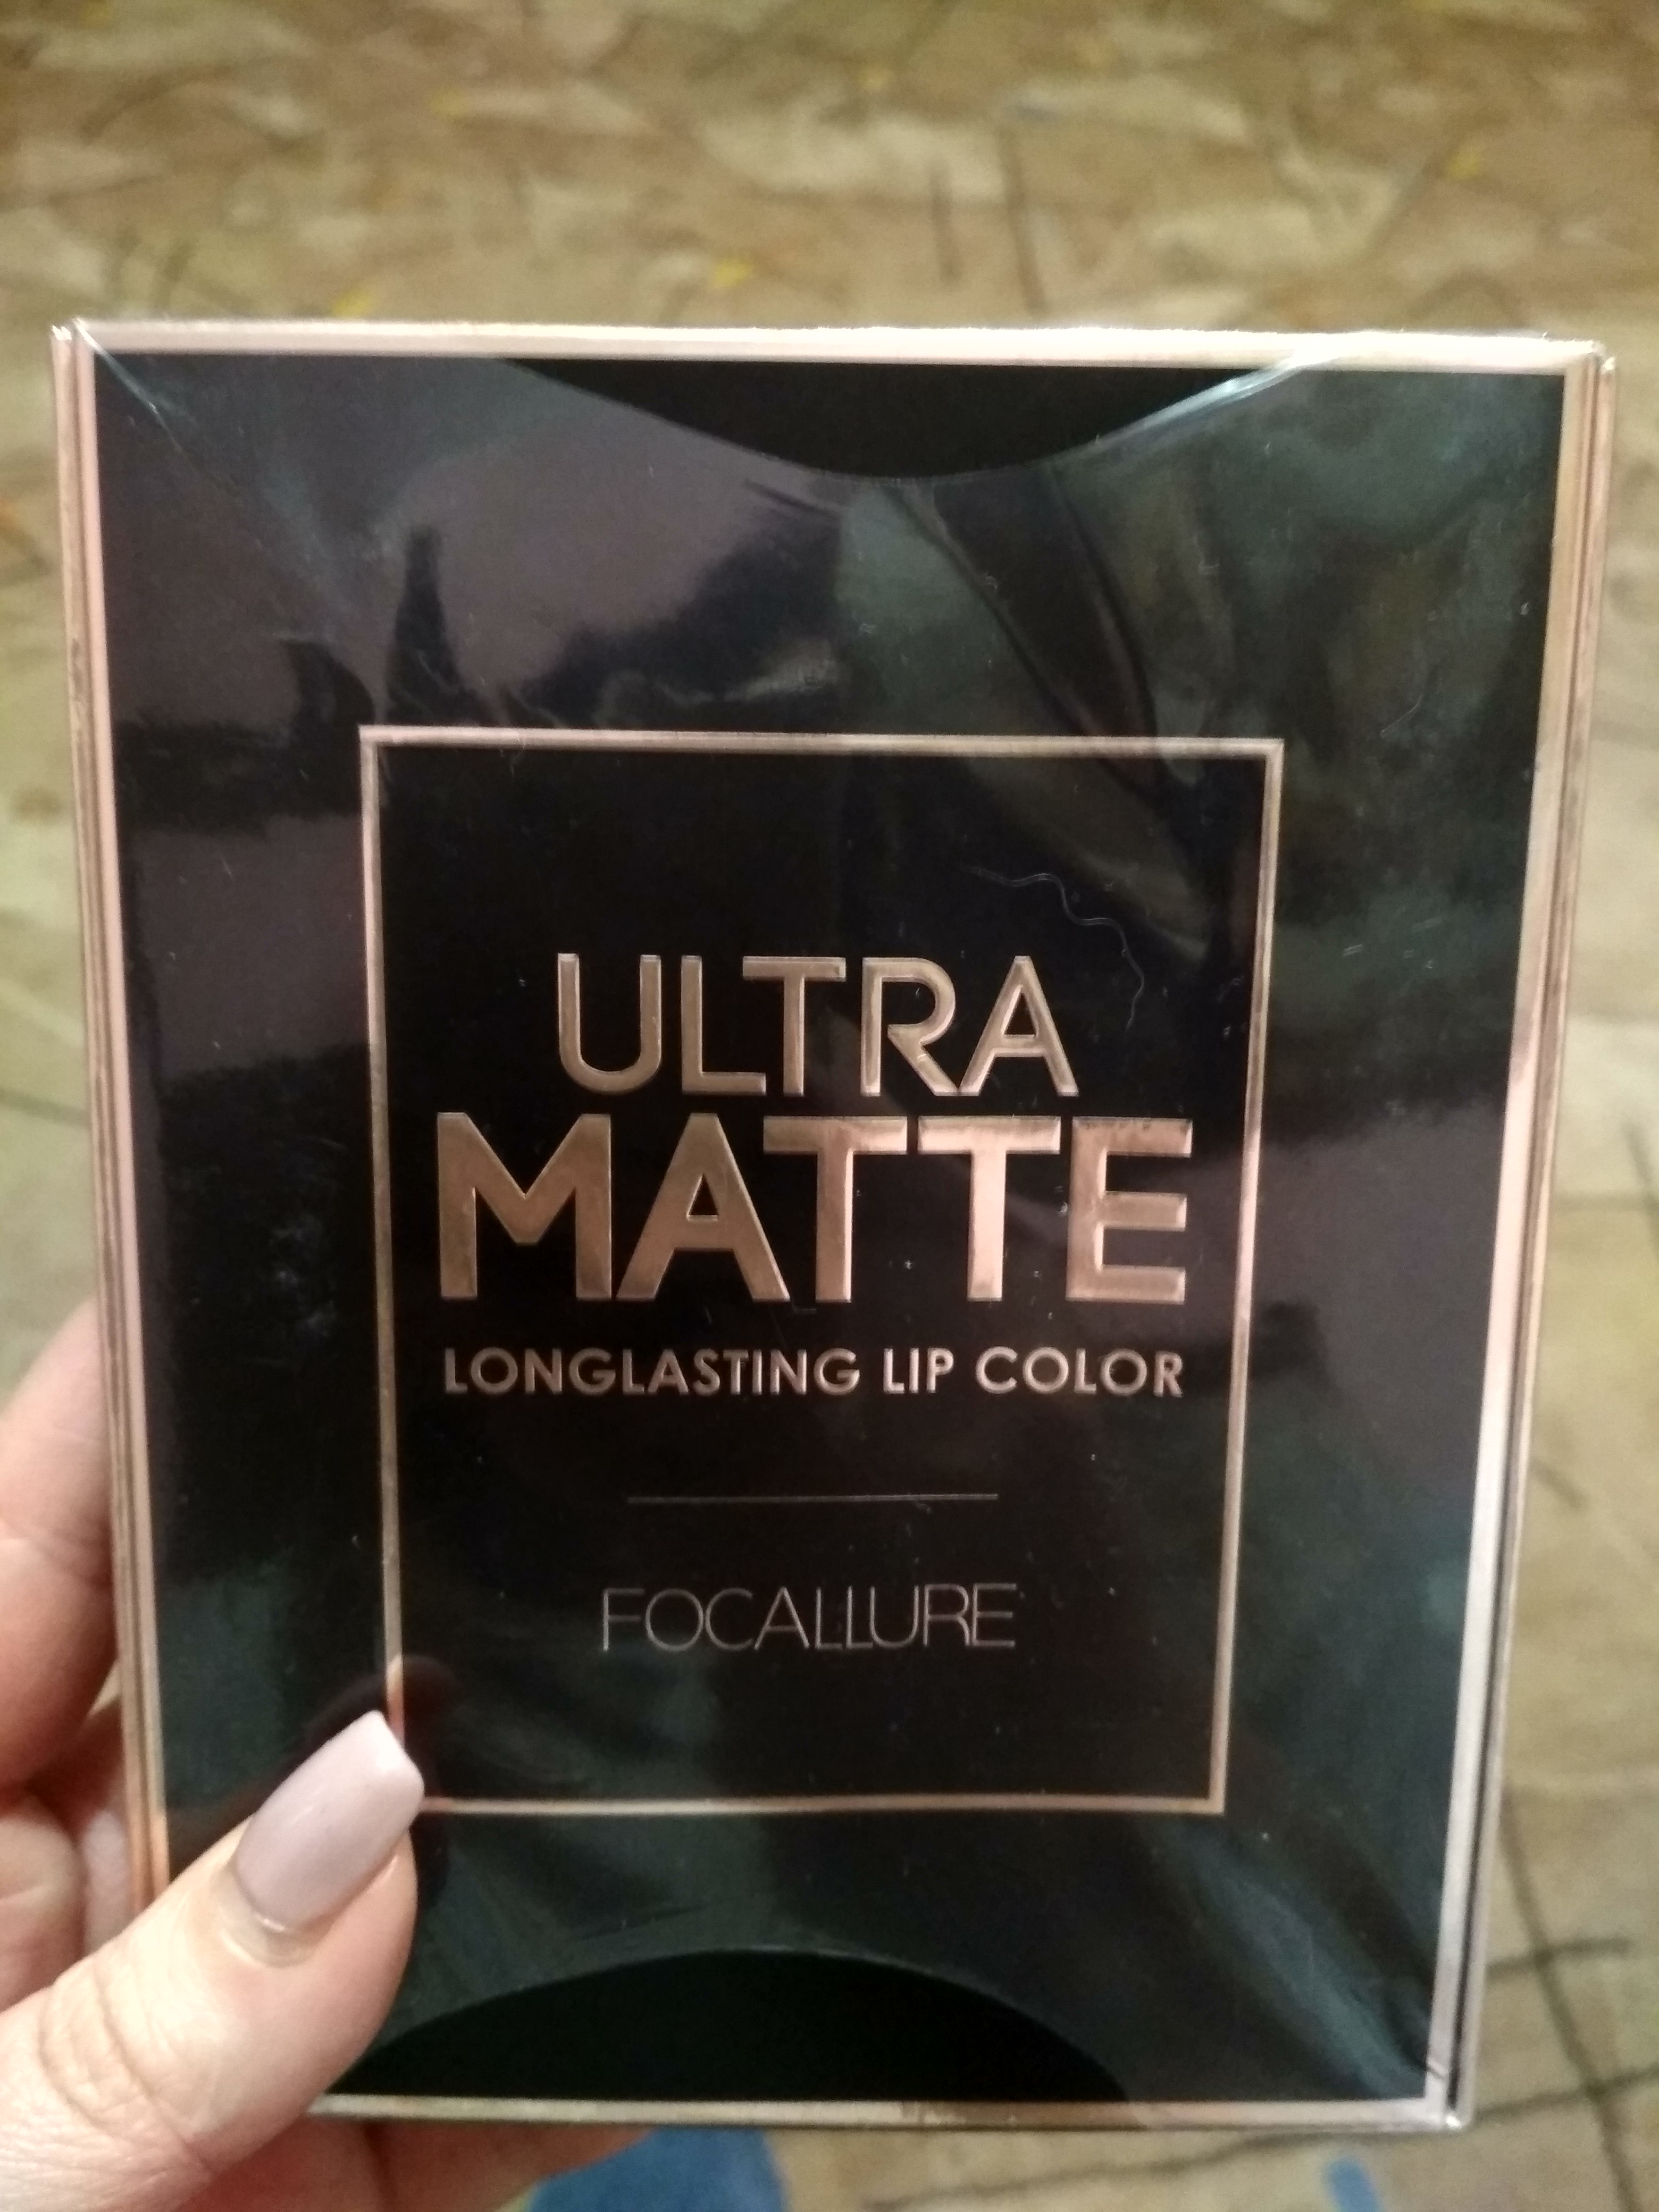 ULTRA
MATTE
LONGLASTING LIP COLOR
FOCALLURE